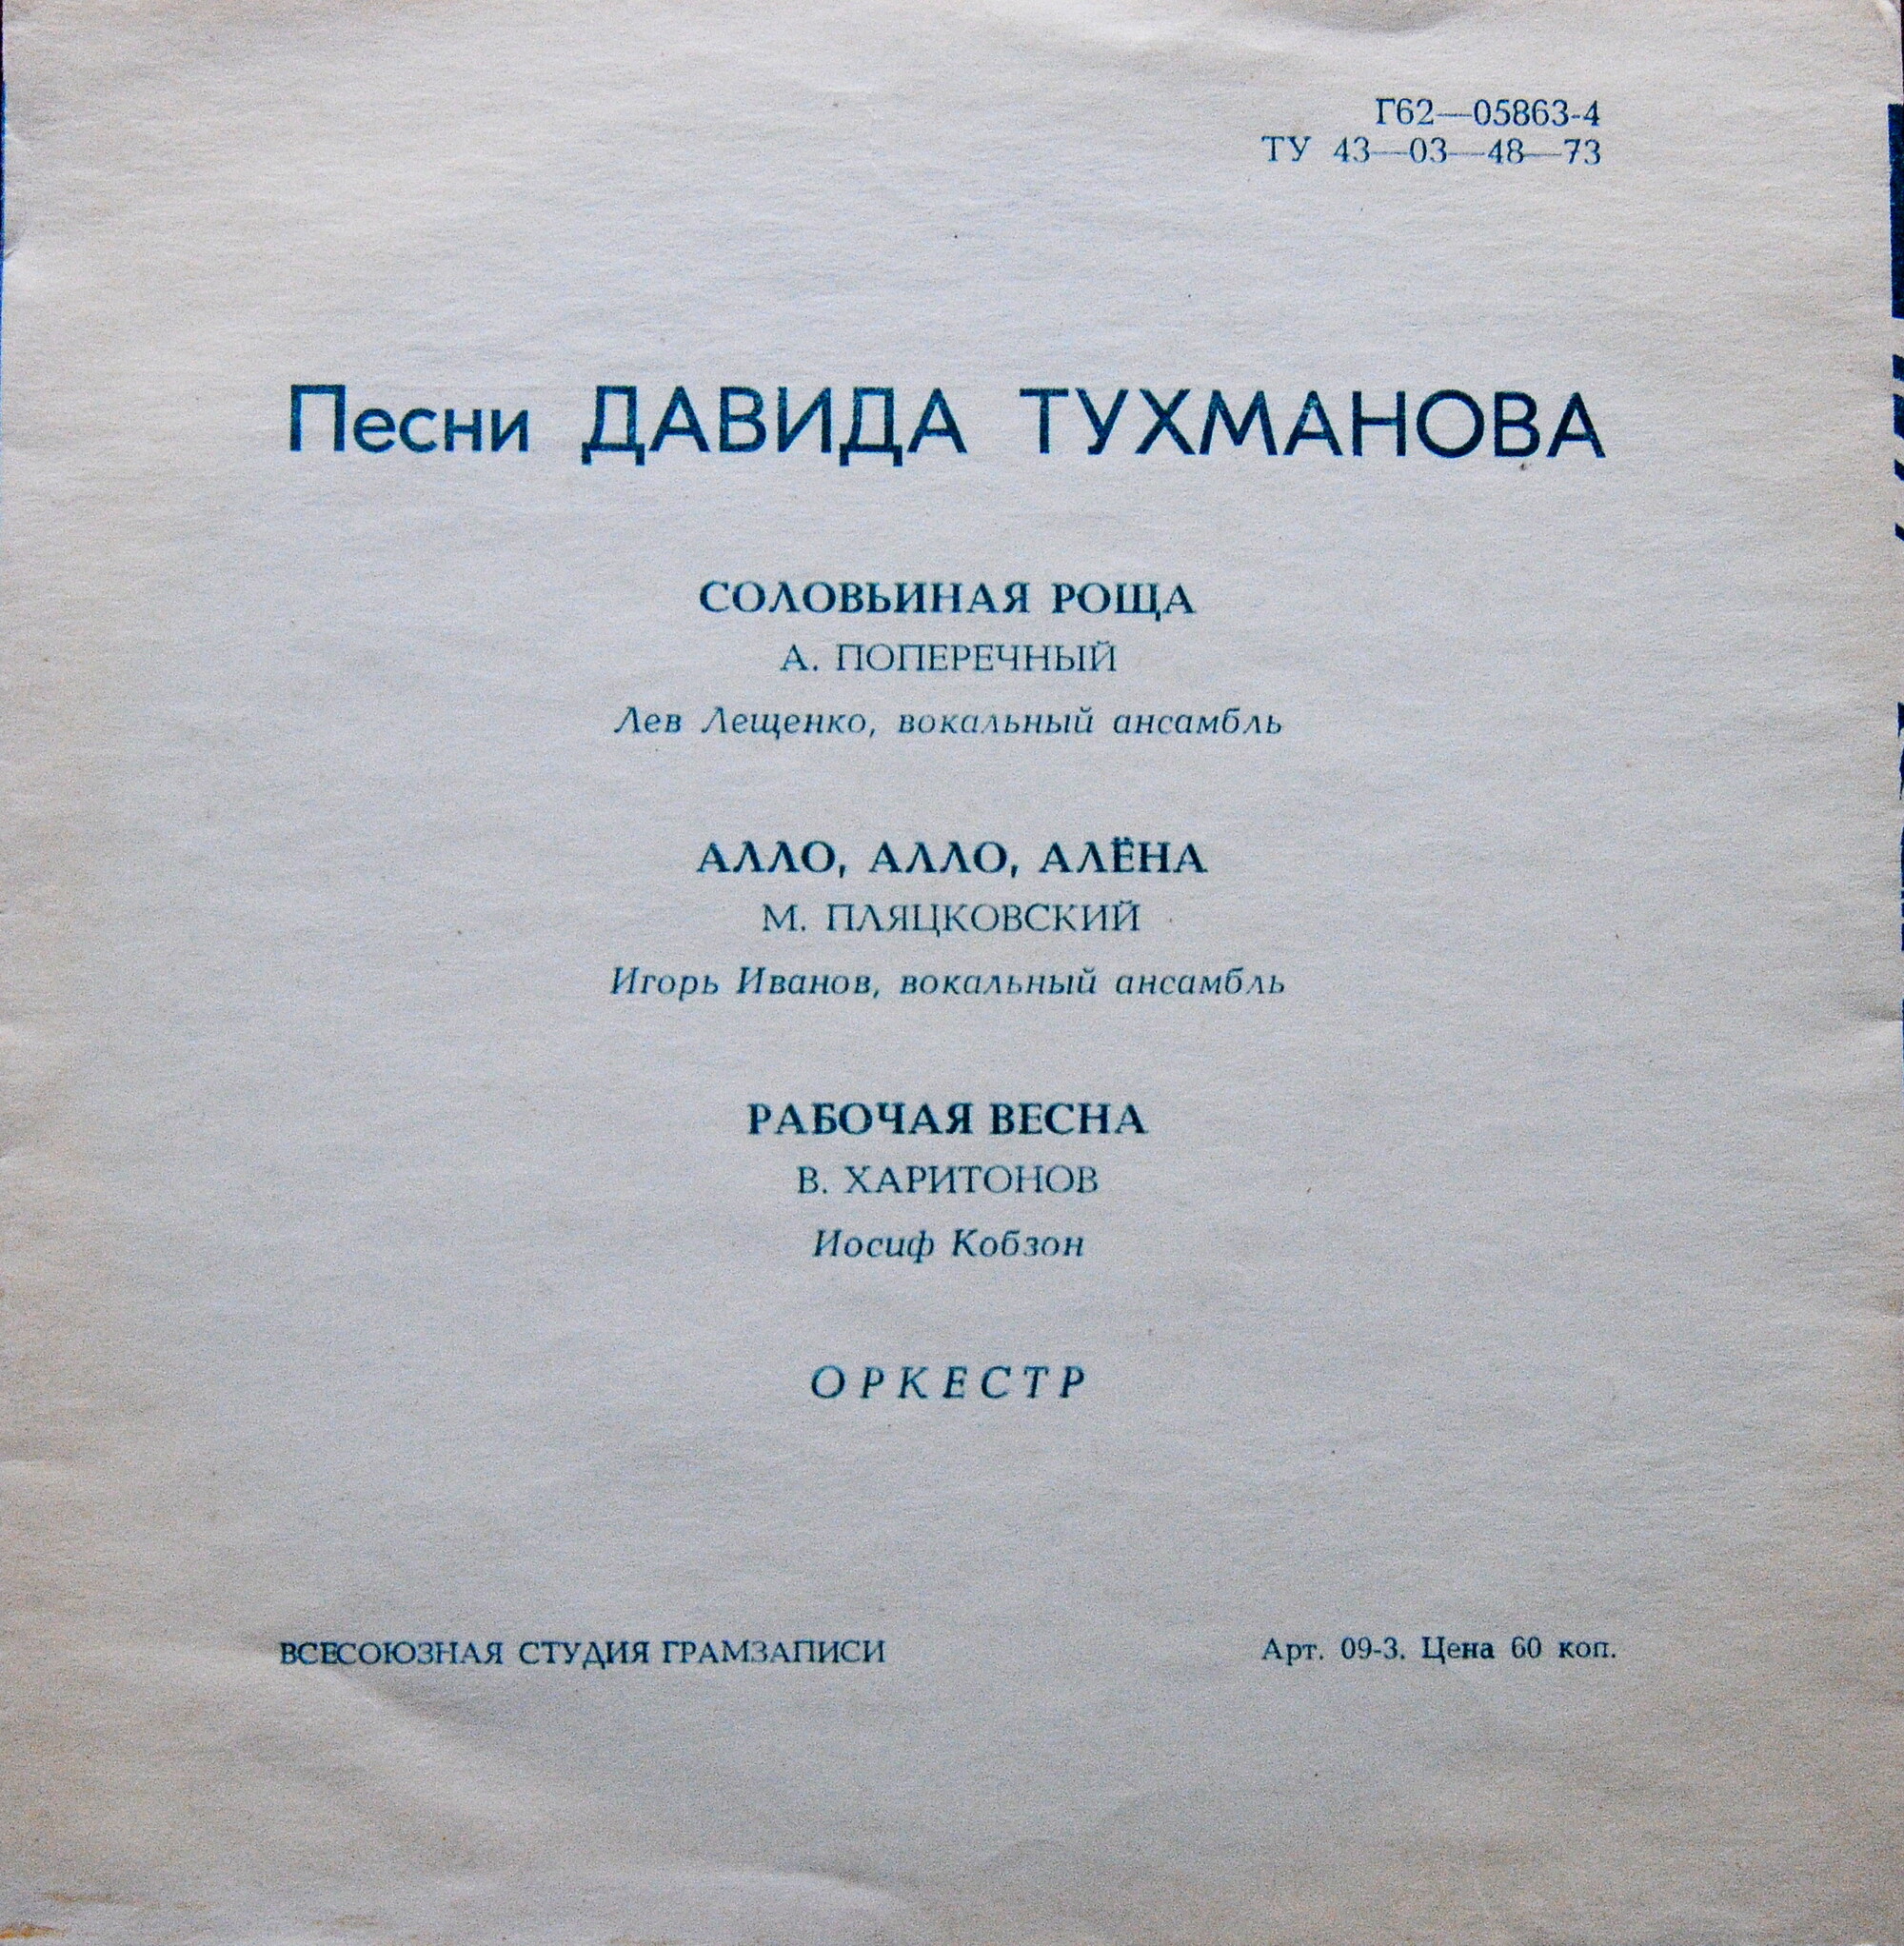 Г62—05863-4
ТУ 43—03—48—73
Песни ДАВИДА ТУХМАНОВА
СОЛОВЬИНАЯ РОЩА
А. ПОПЕРЕЧНЫЙ
Лев Лещенко, вокальный ансамбль
АЛЛО, АЛЛО, АЛЁНА
М. ПЛЯЦКОВСКИЙ
Игорь Иванов, вокальный ансамбль
РАБОЧАЯ ВЕСНА
В. ХАРИТОНОВ
Иосиф Кобзон
ОРКЕСТР
ВСЕСОЮЗНАЯ СТУДИЯ ГРАМЗАПИСИ
Арт. 09-3. Цена 60 коп.